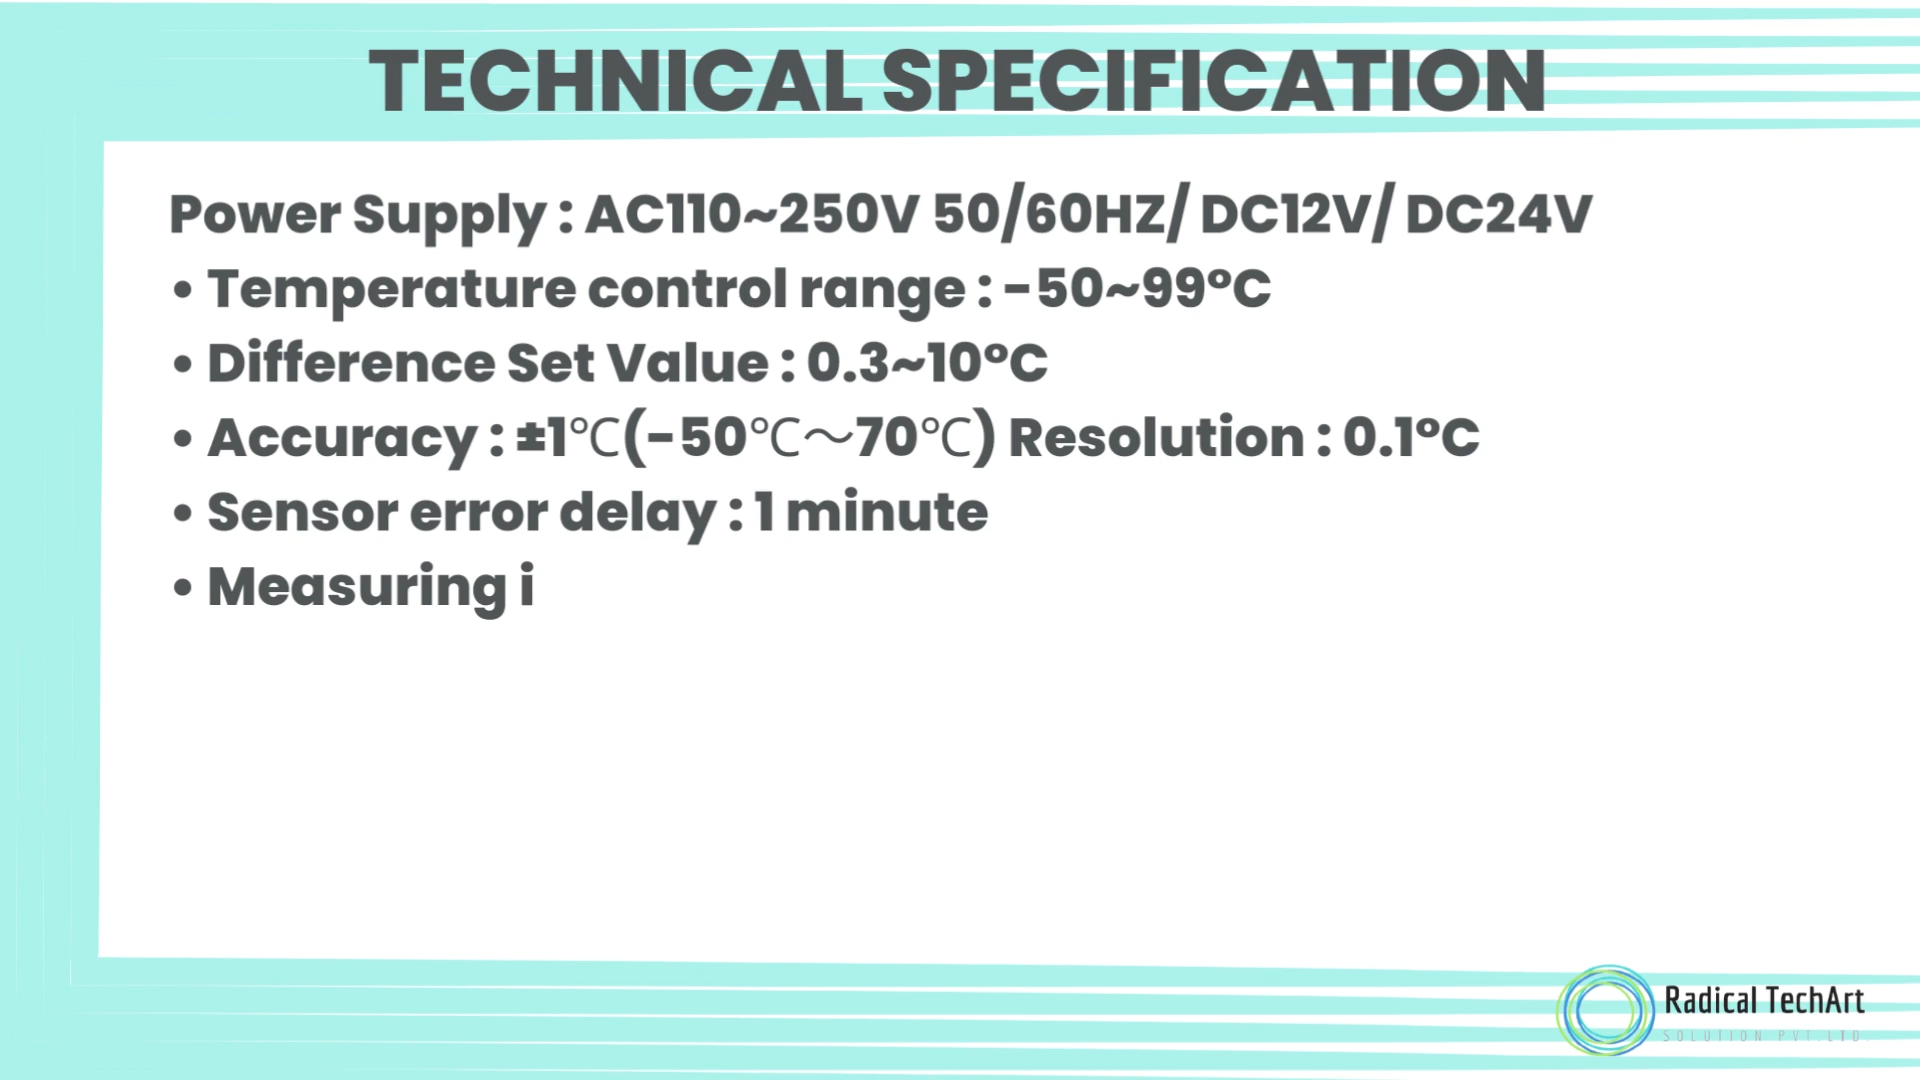 TECHNICAL SPECIFICATION
Power Supply : AC110~250V 50/60HZ/ DC12V/ DC24V
• Temperature control range : -50~99°C
• Difference Set Value : 0.3~10°C
• Accuracy : ±1℃(-50℃～70℃) Resolution : 0.1°C
• Sensor error delay : 1 minute
• Measuring i
Radical TechArt
SOLUTION PVT.LTD.